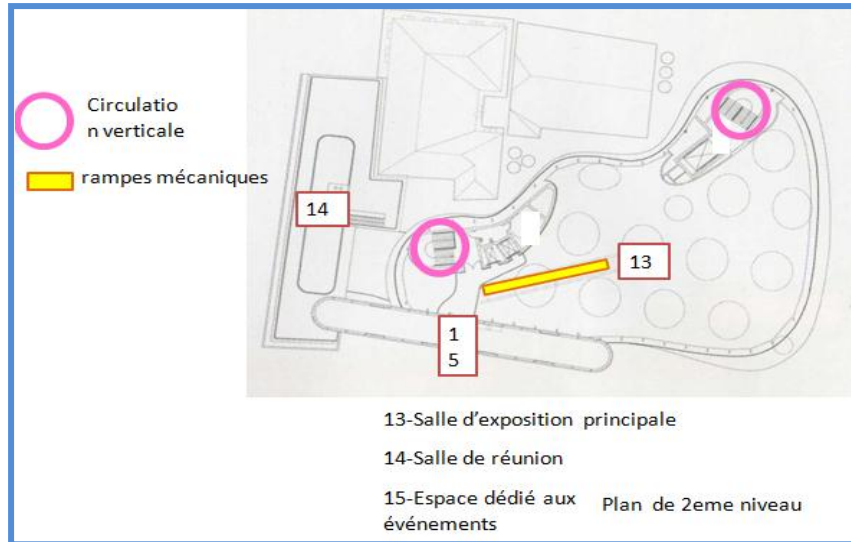 Circulatio
n verticale
rampes mécaniques
14
13
1
5
13-Salle d'exposition principale
14-Salle de réunion
15-Espace dédié aux
événements
Plan de 2eme niveau